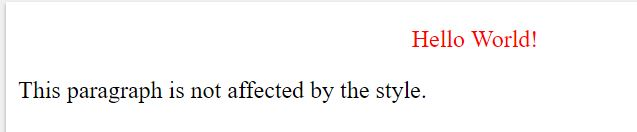 Hello World!
This paragraph is not affected by the style.